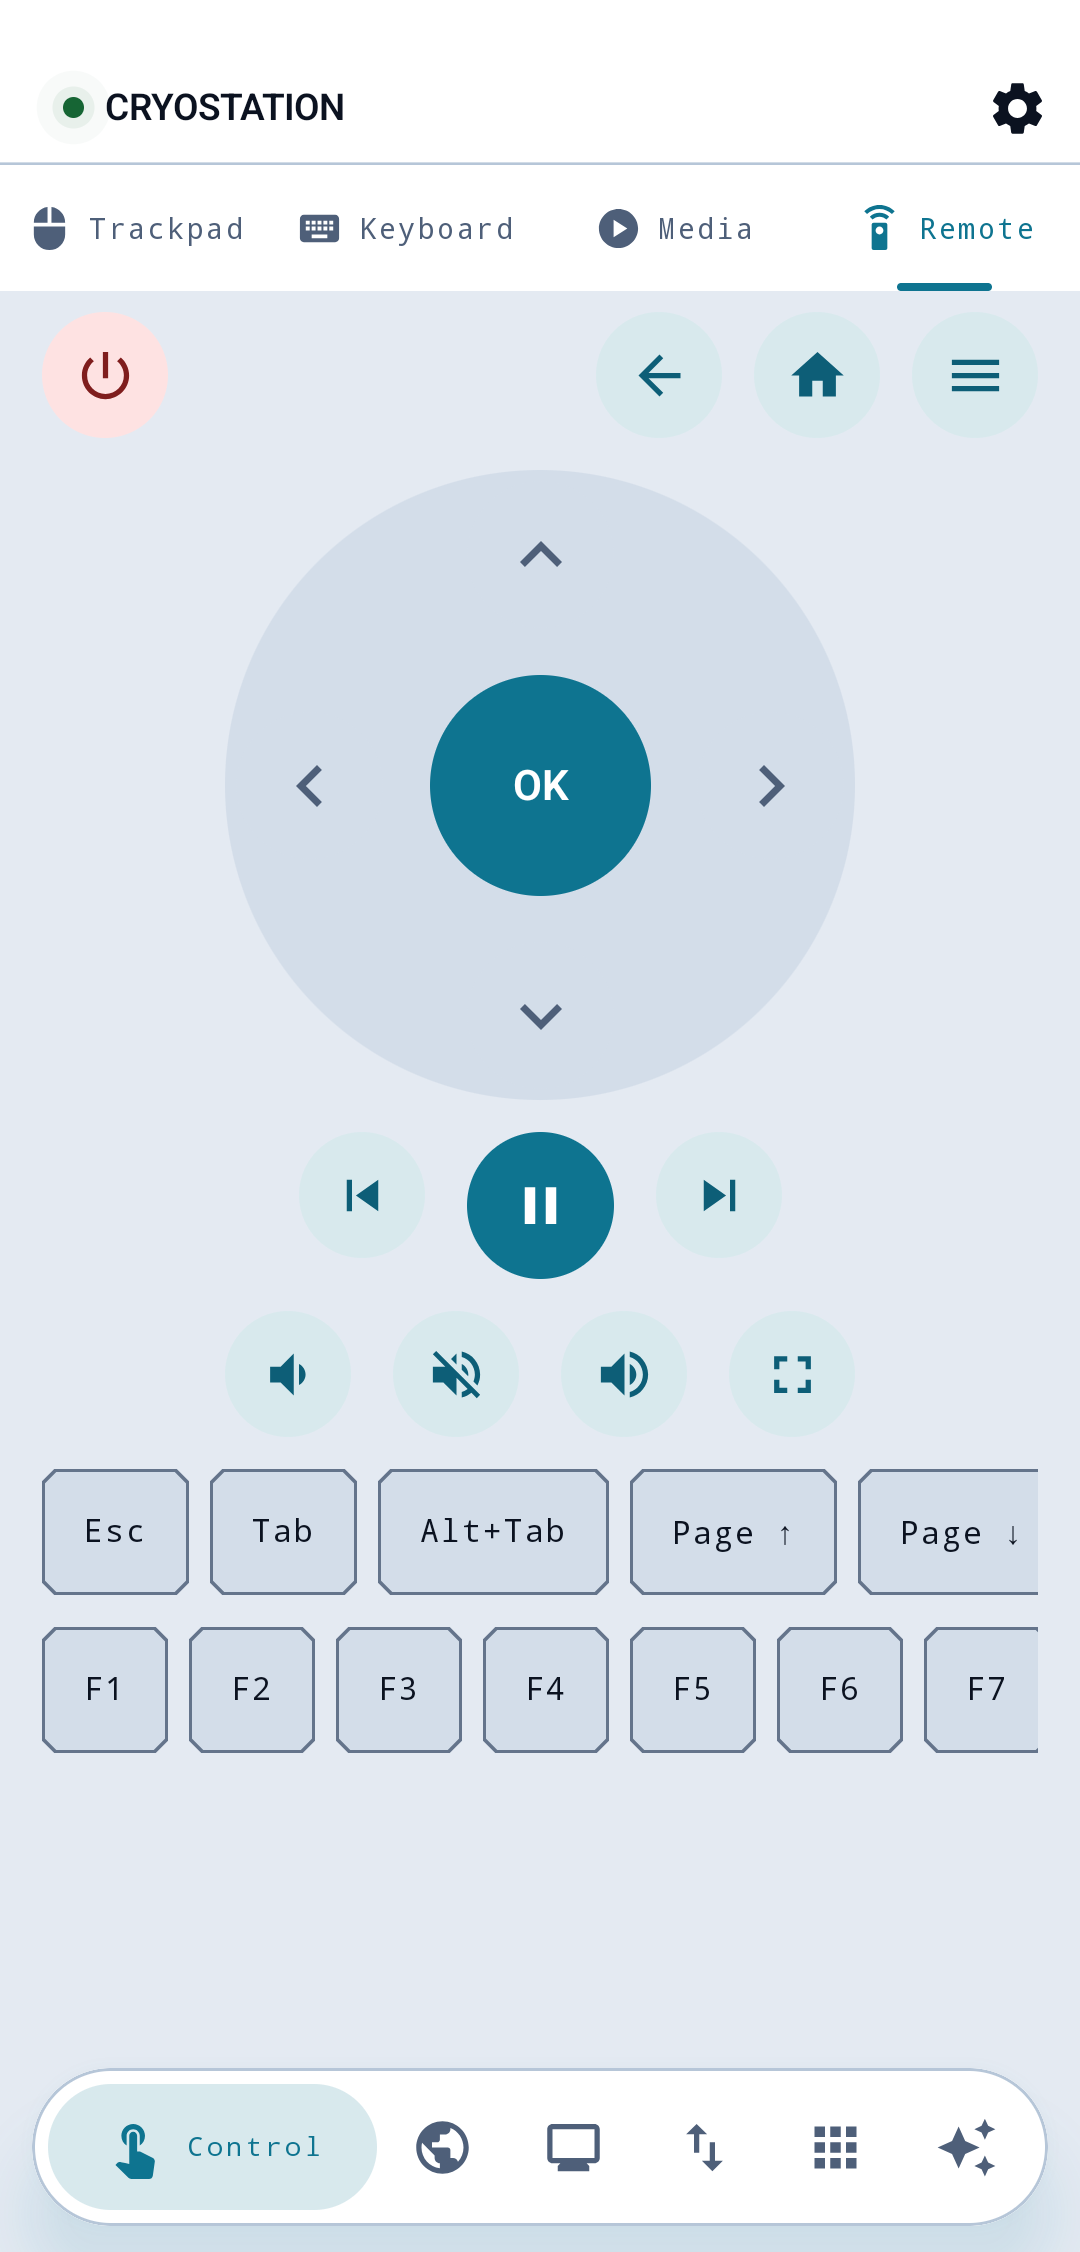 CRYOSTATION
Trackpad Keyboard Media Remote
OK
Esc Tab Alt+Tab Page ↑ Page ↓
F1 F2 F3 F4 F5 F6 F7
Control